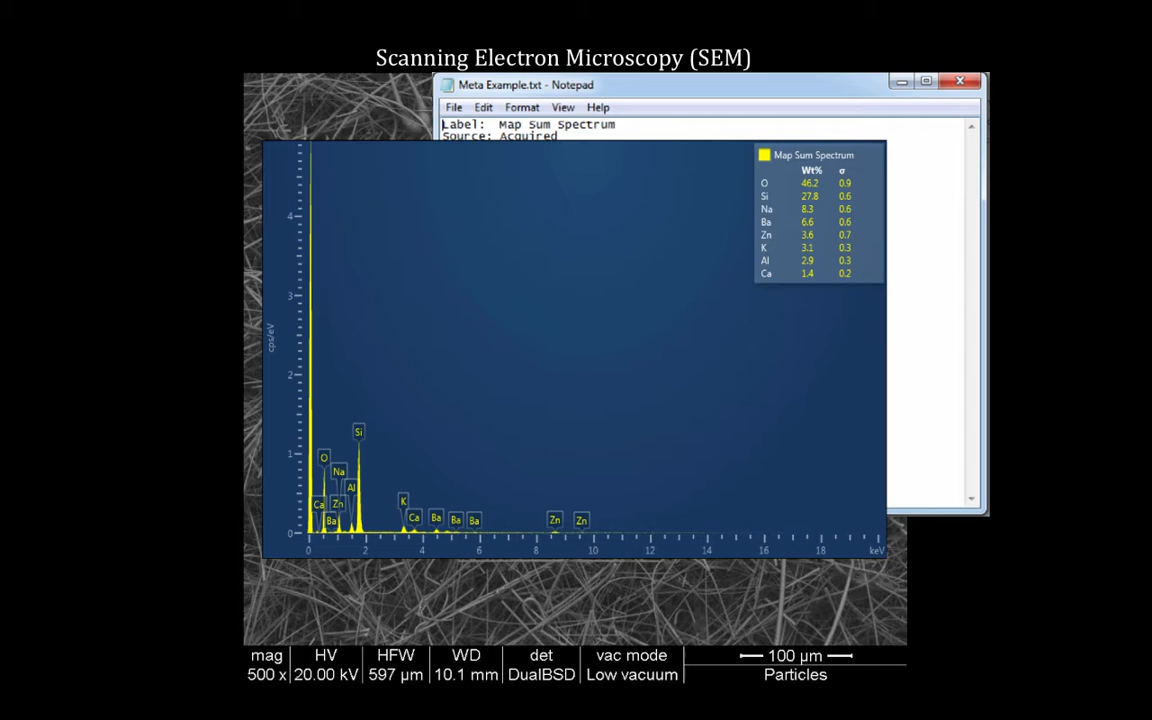 Scanning Electron Microscopy (SEM)
Meta Example.txt - Notepad
File Edit Format View Help
Label: Map Sum Spectrum
Source: Acquired
Map Sum Spectrum
Wt% σ
O 46.2 0.9
Si 27.8 0.6
Na 8.3 0.6
Ba 6.6 0.6
Zn 3.6 0.7
K 3.1 0.3
Al 2.9 0.3
Ca 1.4 0.2
4
3
cps/eV
2
Si
1
O
Na
Al
Ca Zn K
Ba Ca Ba Ba Ba Zn Zn
0
0 2 4 6 8 10 12 14 16 18 keV
mag HV HFW WD det vac mode 100 µm
500 x 20.00 kV 597 µm 10.1 mm DualBSD Low vacuum Particles